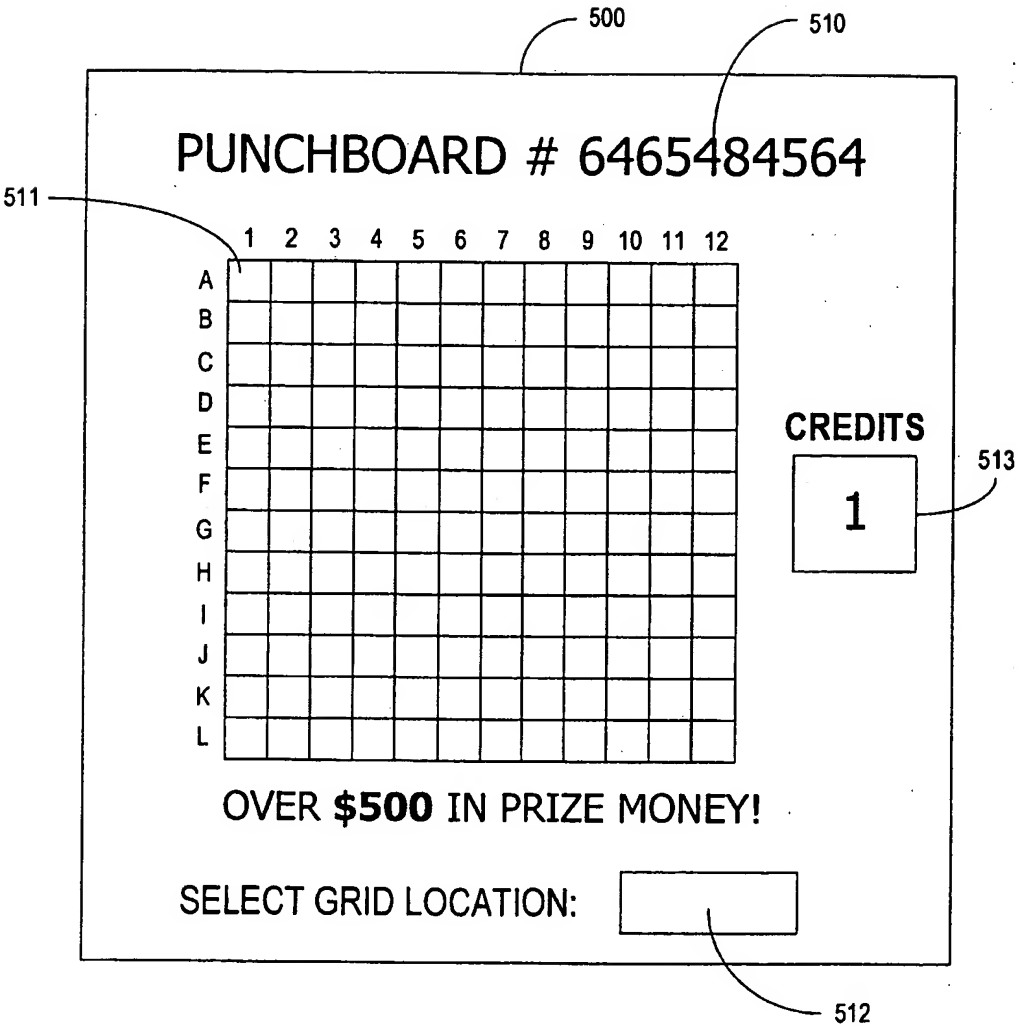 500
510
PUNCHBOARD # 6465484564
511
1 2 3 4 5 6 7 8 9 10 11 12
A
B
C
D
E
F
G
H
I
J
K
L
CREDITS
513
1
OVER $500 IN PRIZE MONEY!
SELECT GRID LOCATION:
512